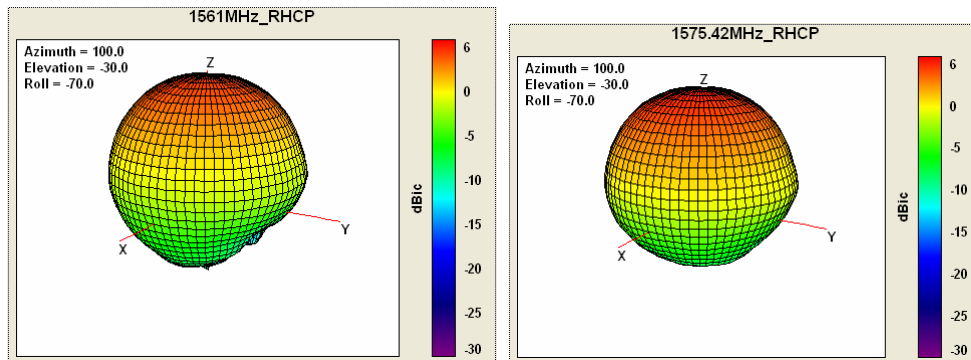 1561MHz_RHCP
Azimuth = 100.0
Elevation = -30.0
Roll = -70.0
Z
X
Y
6
0
-5
-10
-15
-20
-25
-30
dBic
1575.42MHz_RHCP
Azimuth = 100.0
Elevation = -30.0
Roll = -70.0
Z
X
Y
6
0
-5
-10
-15
-20
-25
-30
dBic